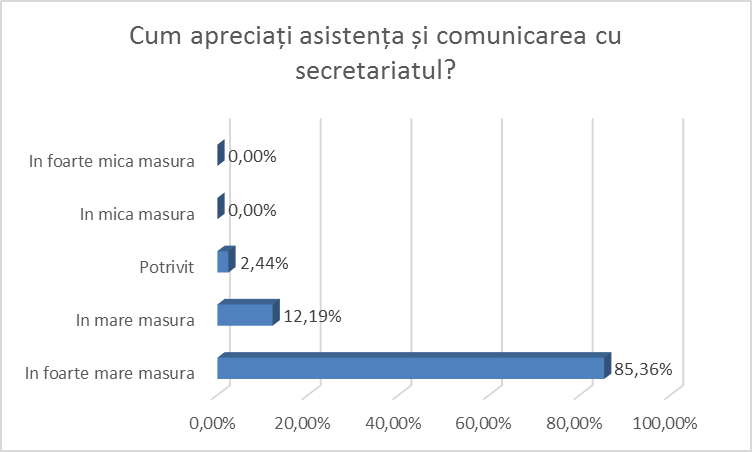 Cum apreciați asistența și comunicarea cu
secretariatul?
In foarte mica masura
0,00%
In mica masura
0,00%
Potrivit
2,44%
In mare masura
12,19%
In foarte mare masura
85,36%
0,00% 20,00% 40,00% 60,00% 80,00% 100,00%